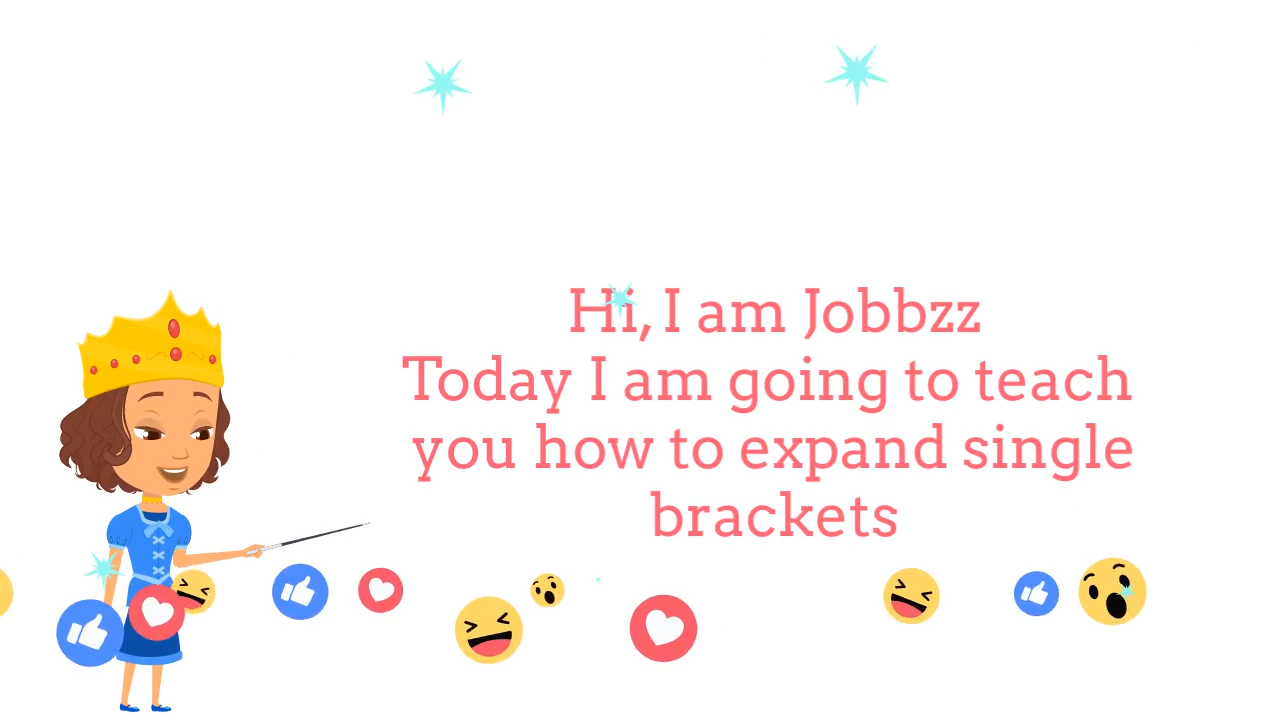 Hi, I am Jobbzz
Today I am going to teach
you how to expand single
brackets